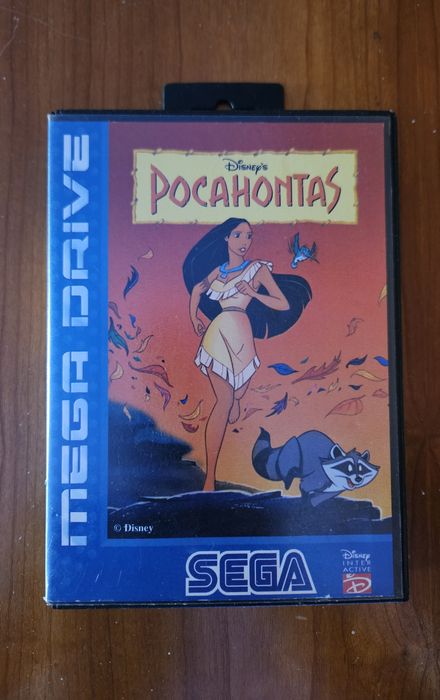 MEGA DRIVE
Disney's
POCAHONTAS
© Disney
SEGA
Disney
INTER
ACTIVE
D